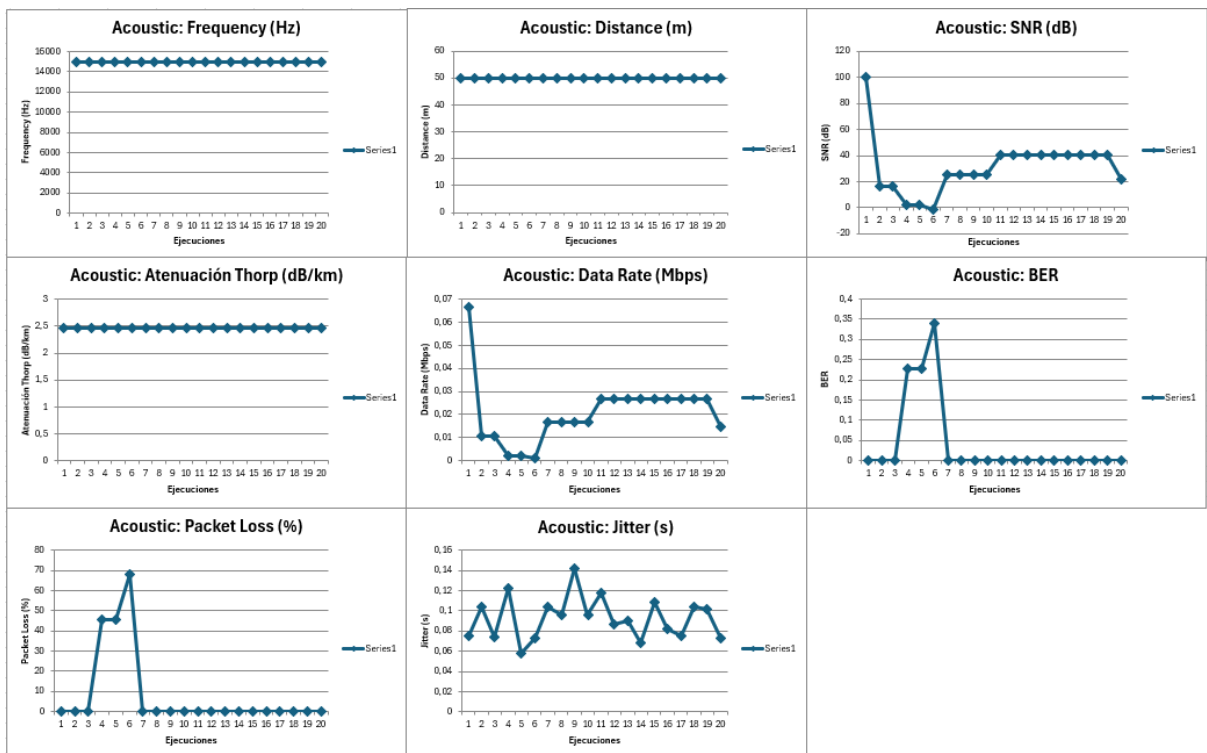 Acoustic: Frequency (Hz)
16000
14000
12000
10000
8000
6000
4000
2000
0
Frequency (Hz)
1 2 3 4 5 6 7 8 9 10 11 12 13 14 15 16 17 18 19 20
Ejecuciones
Series1
Acoustic: Distance (m)
60
50
40
30
20
10
0
Distance (m)
1 2 3 4 5 6 7 8 9 10 11 12 13 14 15 16 17 18 19 20
Ejecuciones
Series1
Acoustic: SNR (dB)
120
100
80
60
40
20
0
-20
SNR (dB)
1 2 3 4 5 6 7 8 9 10 11 12 13 14 15 16 17 18 19 20
Ejecuciones
Series1
Acoustic: Atenuación Thorp (dB/km)
3
2,5
2
1,5
1
0,5
0
Atenuación Thorp (dB/km)
1 2 3 4 5 6 7 8 9 10 11 12 13 14 15 16 17 18 19 20
Ejecuciones
Series1
Acoustic: Data Rate (Mbps)
0,07
0,06
0,05
0,04
0,03
0,02
0,01
0
Data Rate (Mbps)
1 2 3 4 5 6 7 8 9 10 11 12 13 14 15 16 17 18 19 20
Ejecuciones
Series1
Acoustic: BER
0,4
0,35
0,3
0,25
0,2
0,15
0,1
0,05
0
BER
1 2 3 4 5 6 7 8 9 10 11 12 13 14 15 16 17 18 19 20
Ejecuciones
Series1
Acoustic: Packet Loss (%)
80
70
60
50
40
30
20
10
0
Packet Loss (%)
1 2 3 4 5 6 7 8 9 10 11 12 13 14 15 16 17 18 19 20
Ejecuciones
Series1
Acoustic: Jitter (s)
0,16
0,14
0,12
0,1
0,08
0,06
0,04
0,02
0
Jitter (s)
1 2 3 4 5 6 7 8 9 10 11 12 13 14 15 16 17 18 19 20
Ejecuciones
Series1